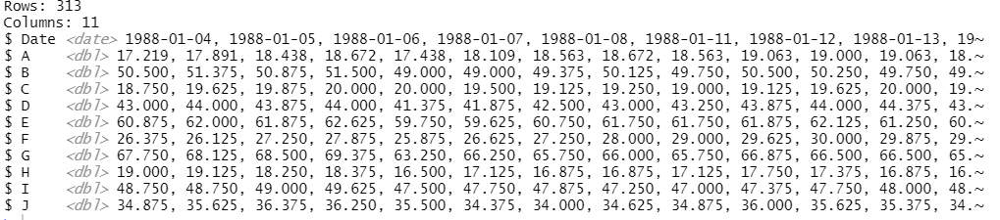 Rows: 313
Columns: 11
$ Date <date> 1988-01-04, 1988-01-05, 1988-01-06, 1988-01-07, 1988-01-08, 1988-01-11, 1988-01-12, 1988-01-13, 19~
$ A <dbl> 17.219, 17.891, 18.438, 18.672, 17.438, 18.109, 18.563, 18.672, 18.563, 19.063, 19.000, 19.063, 18.~
$ B <dbl> 50.500, 51.375, 50.875, 51.500, 49.000, 49.000, 49.375, 50.125, 49.750, 50.500, 50.250, 49.750, 49.~
$ C <dbl> 18.750, 19.625, 19.875, 20.000, 20.000, 19.500, 19.125, 19.250, 19.000, 19.125, 19.625, 20.000, 19.~
$ D <dbl> 43.000, 44.000, 43.875, 44.000, 41.375, 41.875, 42.500, 43.000, 43.250, 43.875, 44.000, 44.375, 43.~
$ E <dbl> 60.875, 62.000, 61.875, 62.625, 59.750, 59.625, 60.750, 61.750, 61.750, 61.875, 62.125, 61.250, 60.~
$ F <dbl> 26.375, 26.125, 27.250, 27.875, 25.875, 26.625, 27.250, 28.000, 29.000, 29.625, 30.000, 29.875, 29.~
$ G <dbl> 67.750, 68.125, 68.500, 69.375, 63.250, 66.250, 65.750, 66.000, 65.750, 66.875, 66.500, 66.500, 65.~
$ H <dbl> 19.000, 19.125, 18.250, 18.375, 16.500, 17.125, 16.875, 16.875, 17.125, 17.750, 17.375, 16.875, 16.~
$ I <dbl> 48.750, 48.750, 49.000, 49.625, 47.500, 47.750, 47.875, 47.250, 47.000, 47.375, 47.750, 48.000, 48.~
$ J <dbl> 34.875, 35.625, 36.375, 36.250, 35.500, 34.375, 34.000, 34.625, 34.875, 36.000, 35.625, 35.375, 34.~